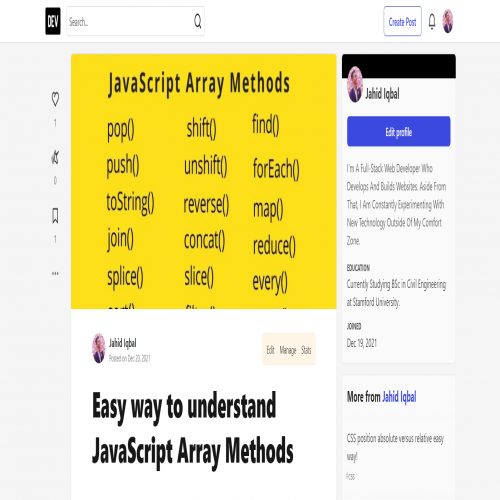 DEV
Search..
Create Post
1
0
1
JavaScript Array Methods
pop() shift() find()
push() unshift() forEach()
toString() reverse() map()
join() concat() reduce()
splice() slice() every()
Jahid Iqbal
Posted on Dec 20, 2021
Edit Manage Stats
Easy way to understand
JavaScript Array Methods
Jahid Iqbal
Edit profile
I'm A Full-Stack Web Developer Who
Develops And Builds Websites. Aside From
That, I Am Constantly Experimenting With
New Technology Outside Of My Comfort
Zone.
EDUCATION
Currently Studying BSc in Civil Engineering
at Stamford University.
JOINED
Dec 19, 2021
More from Jahid Iqbal
CSS position absolute versus relative easy
way!
#css